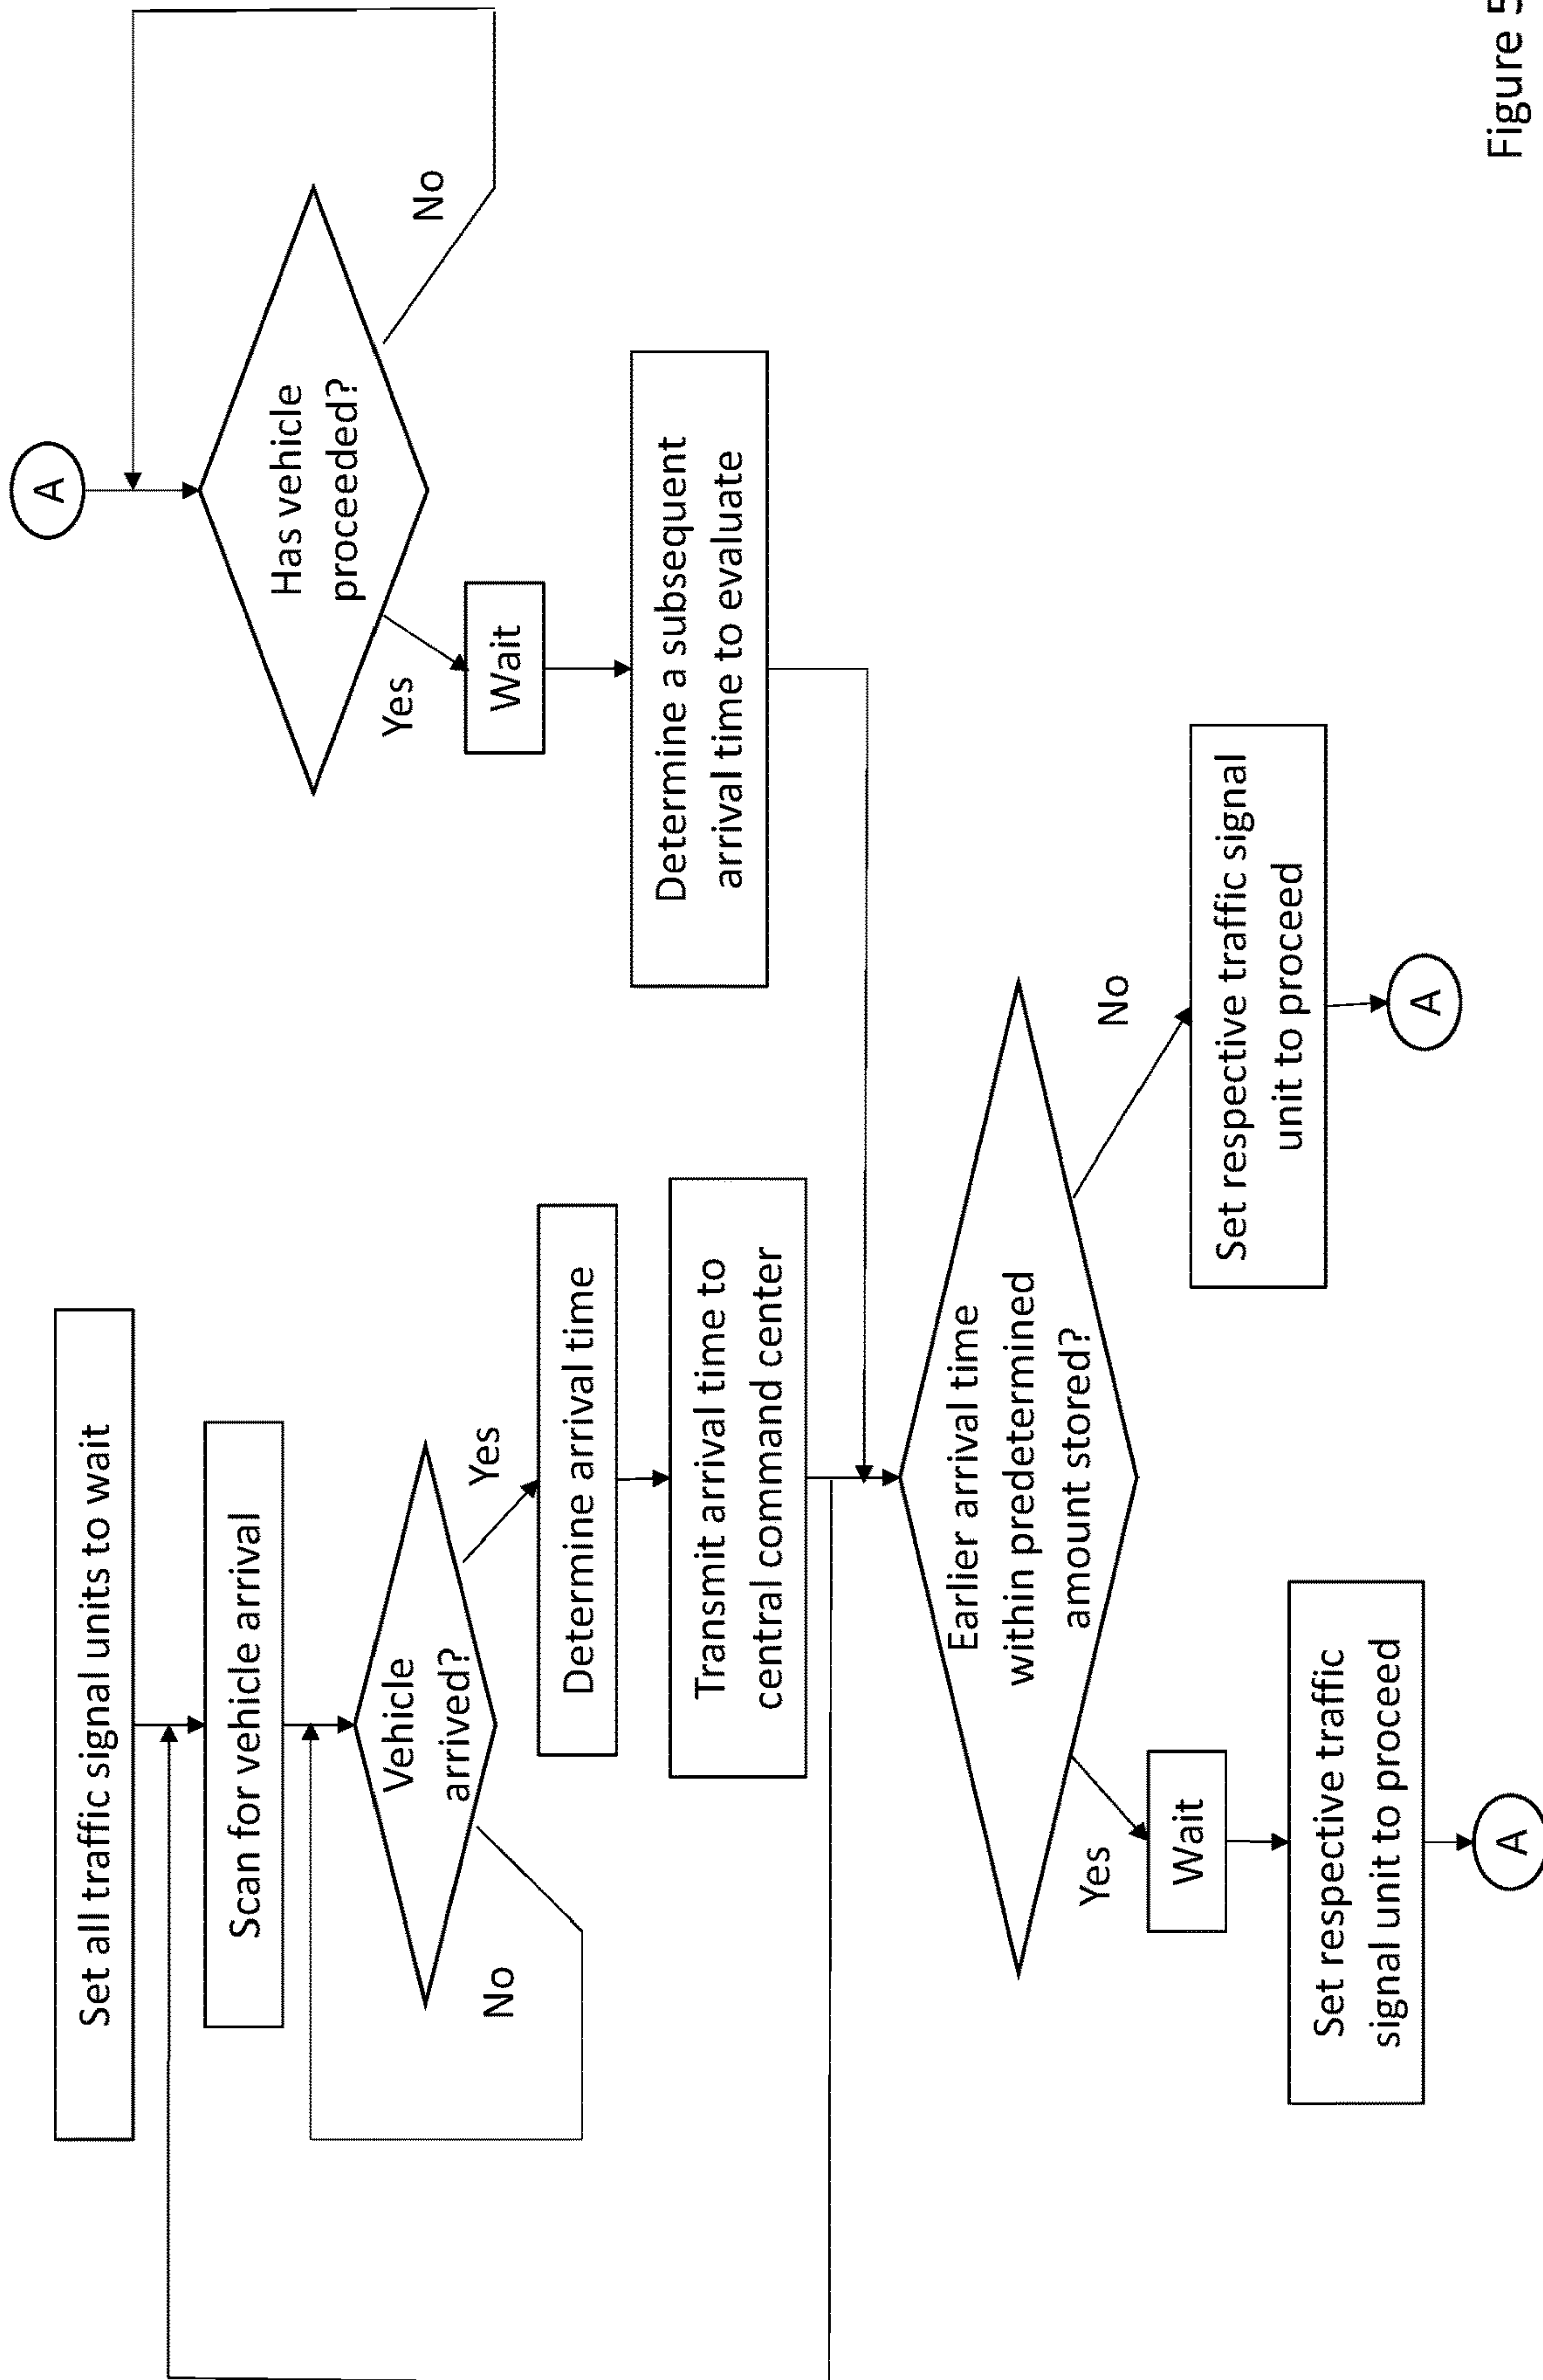 Set all traffic signal units to wait
Scan for vehicle arrival
Vehicle
arrived?
No
Yes
Determine arrival time
Transmit arrival time to
central command center
Earlier arrival time
within predetermined
amount stored?
Yes
No
Wait
Set respective traffic
signal unit to proceed
A
Set respective traffic signal
unit to proceed
A
A
Has vehicle
proceeded?
Yes
No
Wait
Determine a subsequent
arrival time to evaluate
Figure 5